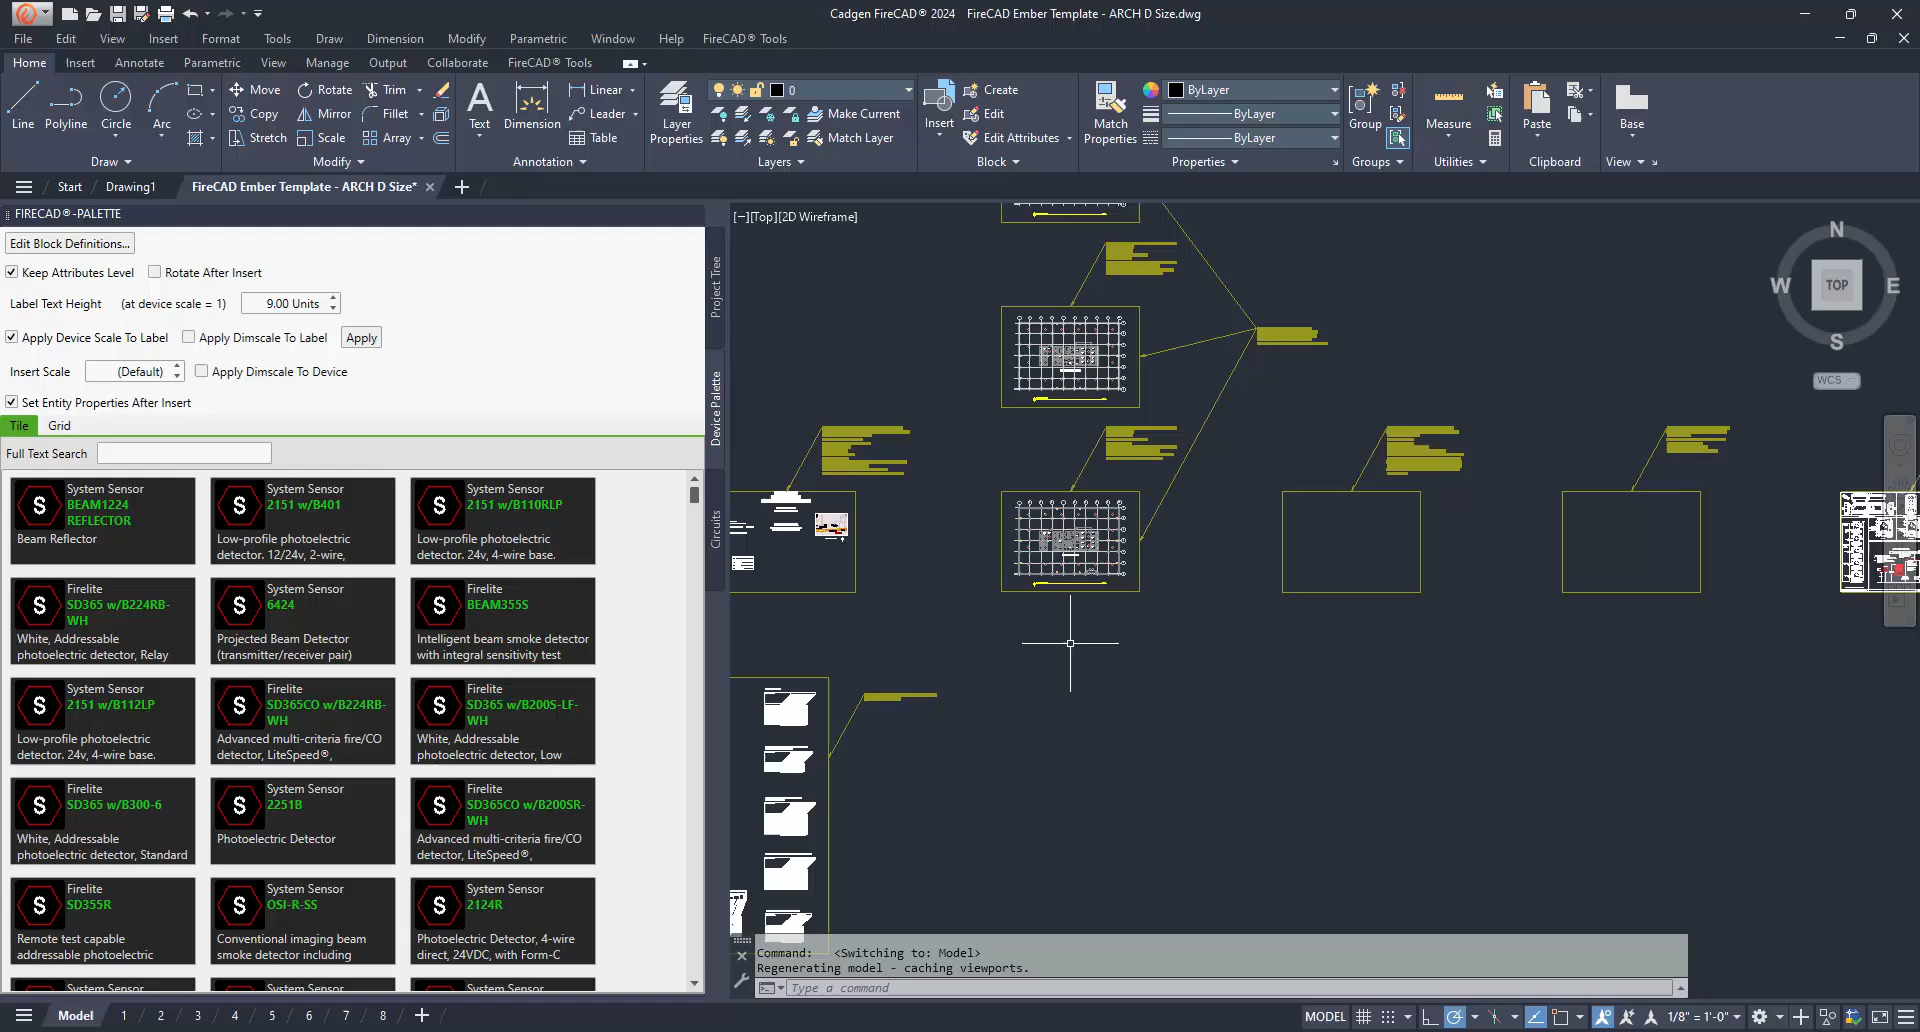 Cadgen FireCAD® 2024 FireCAD Ember Template - ARCH D Size.dwg
File Edit View Insert Format Tools Draw Dimension Modify Parametric Window Help FireCAD® Tools
Home Insert Annotate Parametric View Manage Output Collaborate FireCAD® Tools
Line Polyline Circle Arc
Move Rotate Trim
Copy Mirror Fillet
Stretch Scale Array
Text Dimension
Linear
Leader
Table
Layer Properties
0
Make Current
Match Layer
Insert
Create
Edit
Edit Attributes
Match Properties
ByLayer
ByLayer
ByLayer
Group
Measure
Paste
Base
Draw Modify Annotation Layers Block Properties Groups Utilities Clipboard View
Start Drawing1 FireCAD Ember Template - ARCH D Size*
FIRECAD®-PALETTE
Edit Block Definitions...
Keep Attributes Level Rotate After Insert
Label Text Height (at device scale = 1) 9.00 Units
Apply Device Scale To Label Apply Dimscale To Label Apply
Insert Scale (Default) Apply Dimscale To Device
Set Entity Properties After Insert
Tile Grid
Full Text Search
S
System Sensor
BEAM1224
REFLECTOR
Beam Reflector
S
System Sensor
2151 w/B401
Low-profile photoelectric
detector. 12/24v, 2-wire,
S
System Sensor
2151 w/B110RLP
Low-profile photoelectric
detector. 24v, 4-wire base.
S
Firelite
SD365 w/B224RB-
WH
White, Addressable
photoelectric detector, Relay
S
System Sensor
6424
Projected Beam Detector
(transmitter/receiver pair)
S
Firelite
BEAM355S
Intelligent beam smoke detector
with integral sensitivity test
S
System Sensor
2151 w/B112LP
Low-profile photoelectric
detector. 24v, 4-wire base.
S
Firelite
SD365CO w/B224RB-
WH
Advanced multi-criteria fire/CO
detector, LiteSpeed®,
S
Firelite
SD365 w/B200S-LF-
WH
White, Addressable
photoelectric detector, Low
S
Firelite
SD365 w/B300-6
White, Addressable
photoelectric detector, Standard
S
System Sensor
2251B
Photoelectric Detector
S
Firelite
SD365CO w/B200SR-
WH
Advanced multi-criteria fire/CO
detector, LiteSpeed®,
S
Firelite
SD355R
Remote test capable
addressable photoelectric
S
System Sensor
OSI-R-SS
Conventional imaging beam
smoke detector including
S
System Sensor
2124R
Photoelectric Detector, 4-wire
direct, 24VDC, with Form-C
System Sensor
System Sensor
System Sensor
Project Tree
Device Palette
Circuits
[−][Top][2D Wireframe]
N
W TOP E
S
WCS
Command: <Switching to: Model>
Regenerating model - caching viewports.
Type a command
Model 1 2 3 4 5 6 7 8
MODEL 1/8" = 1'-0"